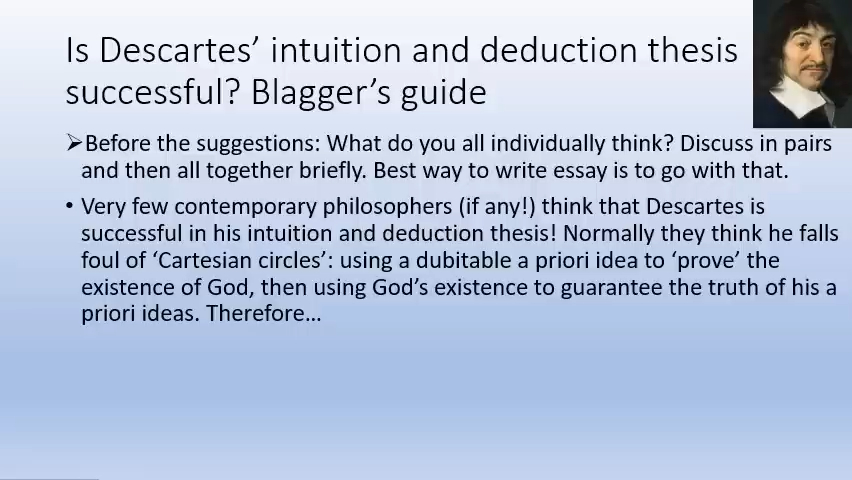 Is Descartes’ intuition and deduction thesis
successful? Blagger’s guide
➢Before the suggestions: What do you all individually think? Discuss in pairs
and then all together briefly. Best way to write essay is to go with that.
• Very few contemporary philosophers (if any!) think that Descartes is
successful in his intuition and deduction thesis! Normally they think he falls
foul of ‘Cartesian circles’: using a dubitable a priori idea to ‘prove’ the
existence of God, then using God’s existence to guarantee the truth of his a
priori ideas. Therefore…